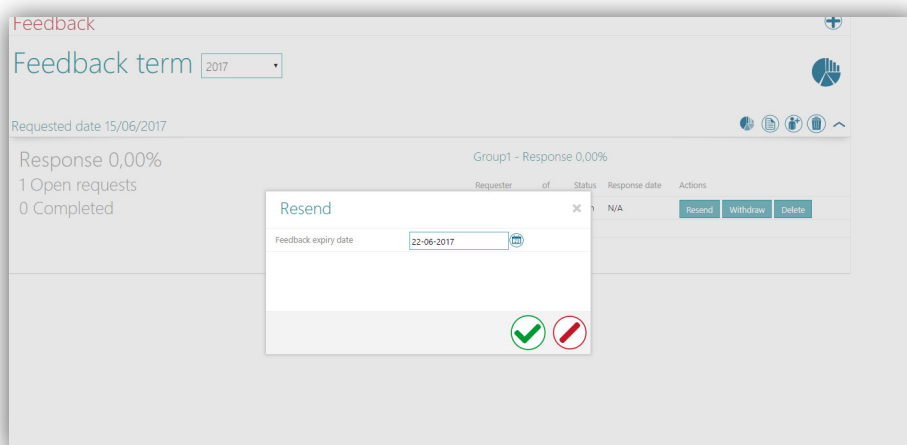 Feedback
Feedback term 2017
Requested date 15/06/2017
Response 0,00%
1 Open requests
0 Completed
Group1 - Response 0,00%
Requester of Status Response date Actions
N/A Resend Withdraw Delete
Resend
Feedback expiry date 22-06-2017